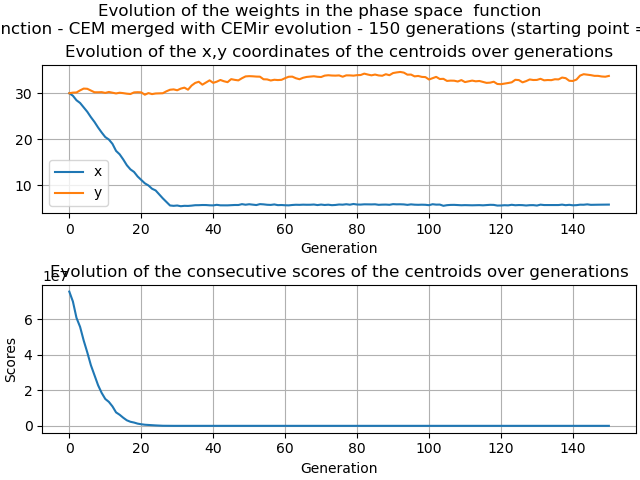 Evolution of the weights in the phase space function
nction - CEM merged with CEMir evolution - 150 generations (starting point =
Evolution of the x,y coordinates of the centroids over generations
30
20
10
x
y
0 20 40 60 80 100 120 140
Generation
Evolution of the consecutive scores of the centroids over generations
1e7
6
4
2
0
Scores
0 20 40 60 80 100 120 140
Generation